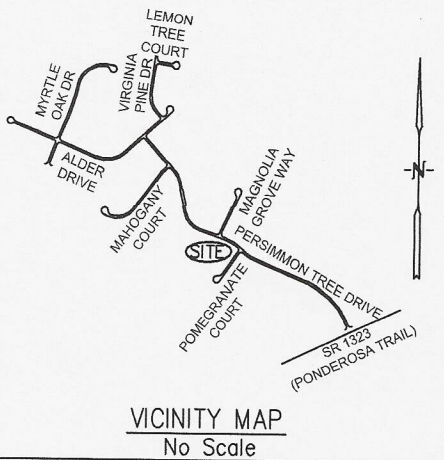 LEMON
TREE
COURT
MYRTLE
OAK DR
VIRGINIA
PINE DR
ALDER
DRIVE
MAHOGANY
COURT
MAGNOLIA
GROVE WAY
-N-
SITE
PERSIMMON TREE DRIVE
POMEGRANATE
COURT
SR 1323
(PONDEROSA TRAIL)
VICINITY MAP
No Scale